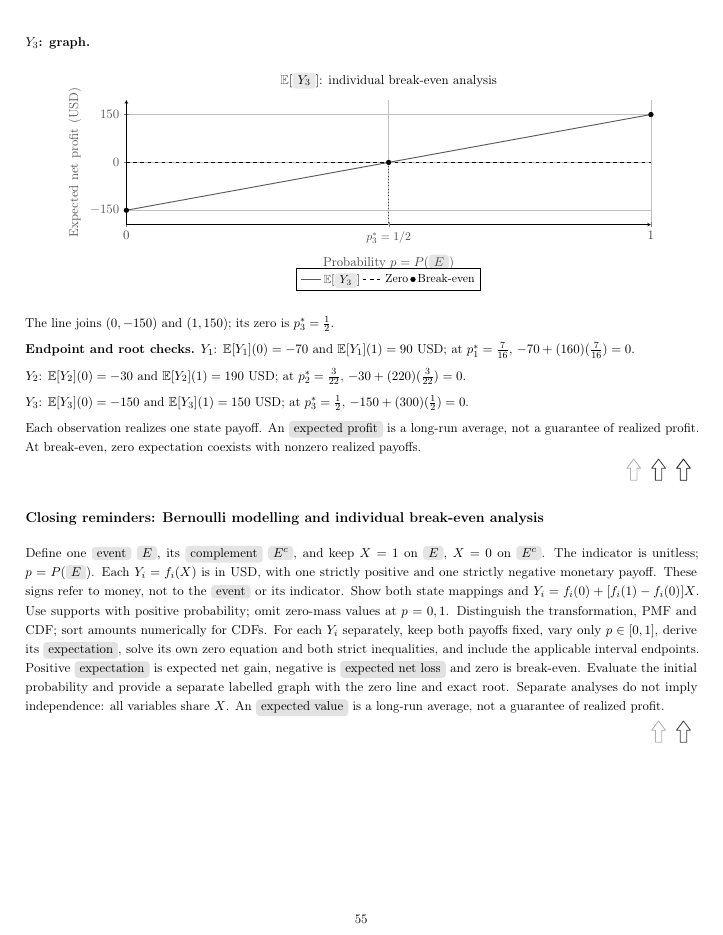 Y₃: graph.
𝔼[ Y₃ ]: individual break-even analysis
Expected net profit (USD)
150
0
−150
0
p₃* = 1/2
1
Probability p = P( E )
𝔼[ Y₃ ] Zero Break-even
The line joins (0, −150) and (1, 150); its zero is p₃* = 1/2.
Endpoint and root checks. Y₁: 𝔼[Y₁](0) = −70 and 𝔼[Y₁](1) = 90 USD; at p₁* = 7/16, −70 + (160)(7/16) = 0.
Y₂: 𝔼[Y₂](0) = −30 and 𝔼[Y₂](1) = 190 USD; at p₂* = 3/22, −30 + (220)(3/22) = 0.
Y₃: 𝔼[Y₃](0) = −150 and 𝔼[Y₃](1) = 150 USD; at p₃* = 1/2, −150 + (300)(1/2) = 0.
Each observation realizes one state payoff. An expected profit is a long-run average, not a guarantee of realized profit.
At break-even, zero expectation coexists with nonzero realized payoffs.
Closing reminders: Bernoulli modelling and individual break-even analysis
Define one event E , its complement Eᶜ , and keep X = 1 on E , X = 0 on Eᶜ . The indicator is unitless;
p = P( E ). Each Yᵢ = fᵢ(X) is in USD, with one strictly positive and one strictly negative monetary payoff. These
signs refer to money, not to the event or its indicator. Show both state mappings and Yᵢ = fᵢ(0) + [fᵢ(1) − fᵢ(0)]X.
Use supports with positive probability; omit zero-mass values at p = 0, 1. Distinguish the transformation, PMF and
CDF; sort amounts numerically for CDFs. For each Yᵢ separately, keep both payoffs fixed, vary only p ∈ [0, 1], derive
its expectation , solve its own zero equation and both strict inequalities, and include the applicable interval endpoints.
Positive expectation is expected net gain, negative is expected net loss and zero is break-even. Evaluate the initial
probability and provide a separate labelled graph with the zero line and exact root. Separate analyses do not imply
independence: all variables share X. An expected value is a long-run average, not a guarantee of realized profit.
55